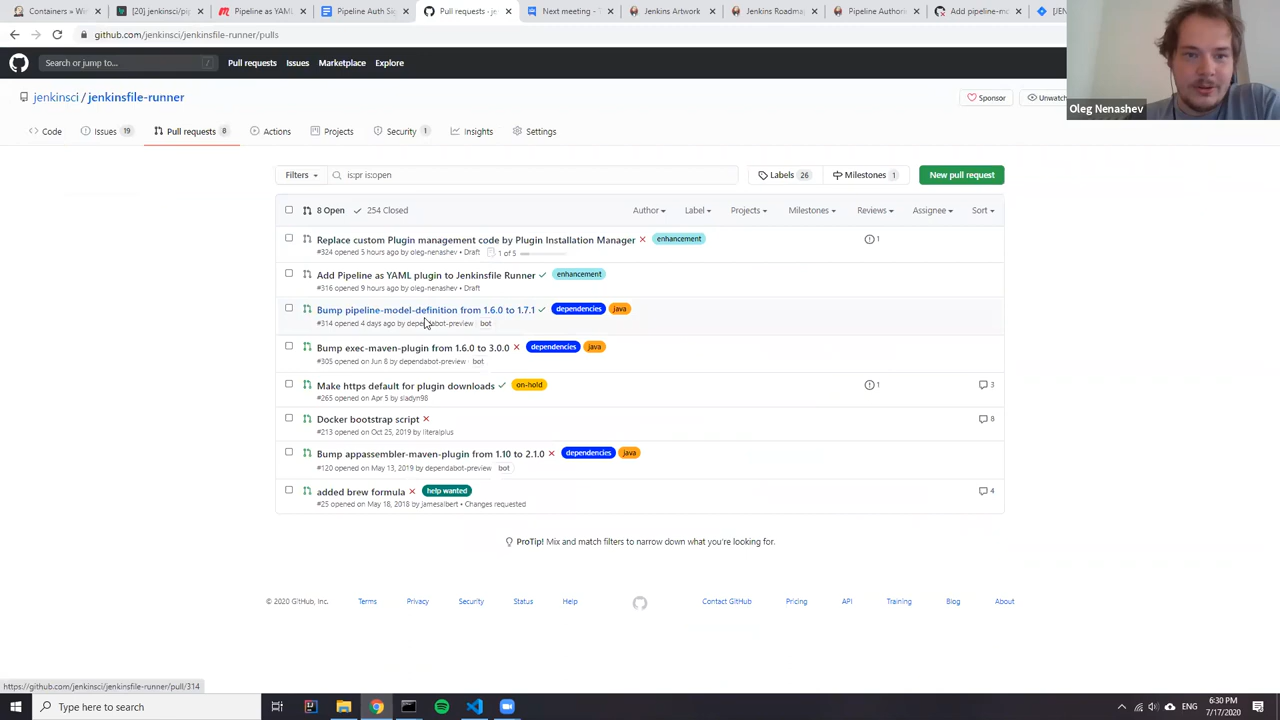 Containers » Wi
[20] jenkinsci/pip
Pipeline as YAML
Pipeline Auth Sig
Pull requests · je
Next meeting - T
Jenkins Artwork
Jenkins Roadma
Pipeline Author
Add pipeline-mo
[JEN
github.com/jenkinsci/jenkinsfile-runner/pulls
Search or jump to...
/
Pull requests
Issues
Marketplace
Explore
Oleg Nenashev
jenkinsci / jenkinsfile-runner
Sponsor
Unwatch
Code
Issues 19
Pull requests 8
Actions
Projects
Security 1
Insights
Settings
Filters
is:pr is:open
Labels 26
Milestones 1
New pull request
8 Open
254 Closed
Author
Label
Projects
Milestones
Reviews
Assignee
Sort
Replace custom Plugin management code by Plugin Installation Manager
enhancement
1
#324 opened 5 hours ago by oleg-nenashev • Draft
1 of 5
Add Pipeline as YAML plugin to Jenkinsfile Runner
enhancement
#316 opened 9 hours ago by oleg-nenashev • Draft
Bump pipeline-model-definition from 1.6.0 to 1.7.1
dependencies
java
#314 opened 4 days ago by dependabot-preview
bot
Bump exec-maven-plugin from 1.6.0 to 3.0.0
dependencies
java
#305 opened on Jun 8 by dependabot-preview
bot
Make https default for plugin downloads
on-hold
1
3
#265 opened on Apr 5 by sladyn98
Docker bootstrap script
8
#213 opened on Oct 25, 2019 by literalplus
Bump appassembler-maven-plugin from 1.10 to 2.1.0
dependencies
java
#120 opened on May 13, 2019 by dependabot-preview
bot
added brew formula
help wanted
4
#25 opened on May 18, 2018 by jamesalbert • Changes requested
ProTip! Mix and match filters to narrow down what you're looking for.
© 2020 GitHub, Inc.
Terms
Privacy
Security
Status
Help
Contact GitHub
Pricing
API
Training
Blog
About
https://github.com/jenkinsci/jenkinsfile-runner/pull/314
Type here to search
ENG
6:30 PM
7/17/2020